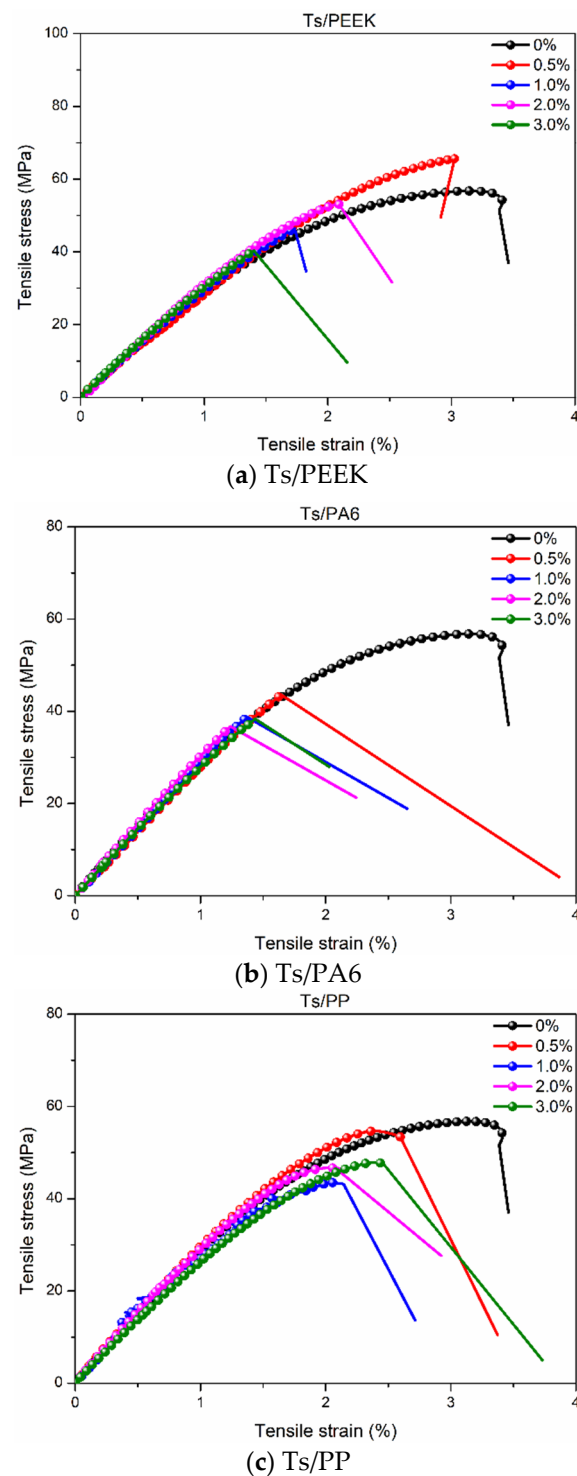 Ts/PEEK
100
80
60
40
20
0
Tensile stress (MPa)
0%
0.5%
1.0%
2.0%
3.0%
0 1 2 3 4
Tensile strain (%)
(a) Ts/PEEK
Ts/PA6
80
60
40
20
0
Tensile stress (MPa)
0%
0.5%
1.0%
2.0%
3.0%
0 1 2 3 4
Tensile strain (%)
(b) Ts/PA6
Ts/PP
80
60
40
20
0
Tensile stress (MPa)
0%
0.5%
1.0%
2.0%
3.0%
0 1 2 3 4
Tensile strain (%)
(c) Ts/PP